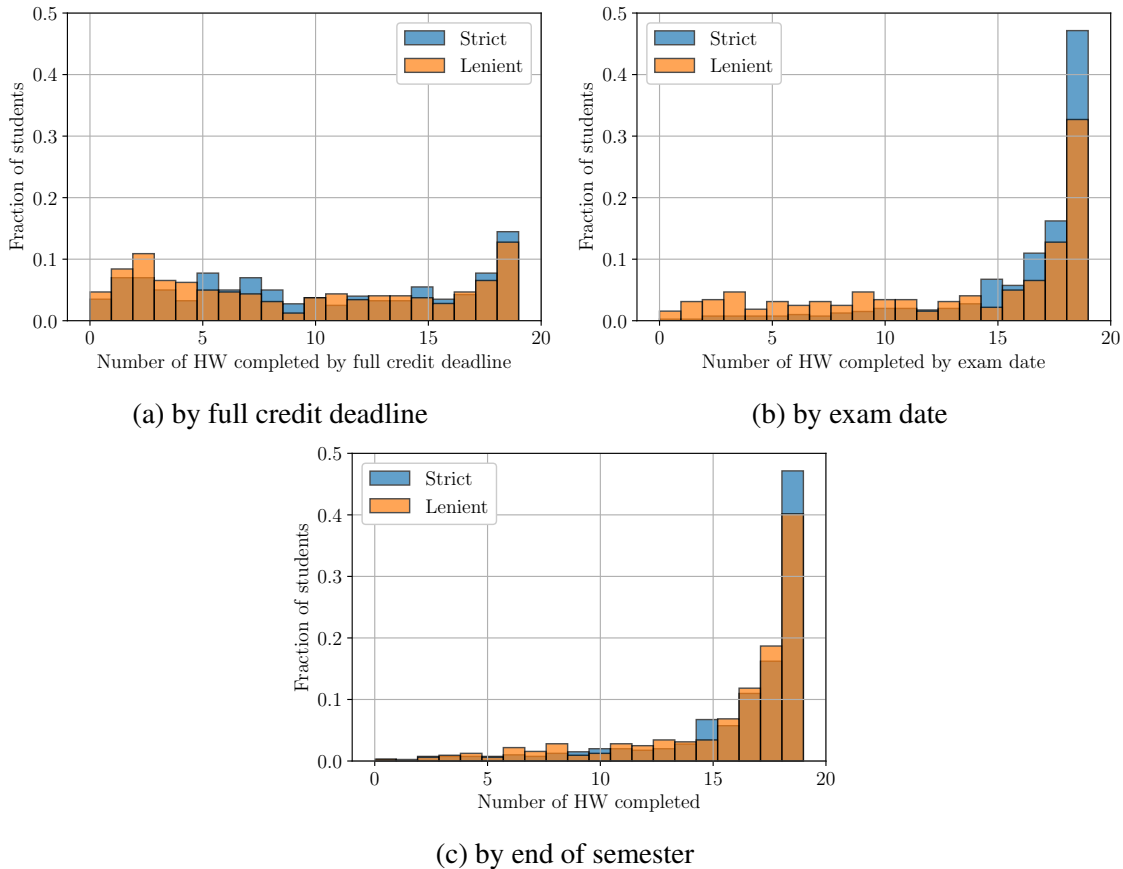 0.5
0.4
0.3
0.2
0.1
0.0
Fraction of students
Strict
Lenient
0 5 10 15 20
Number of HW completed by full credit deadline
(a) by full credit deadline
0.5
0.4
0.3
0.2
0.1
0.0
Fraction of students
Strict
Lenient
0 5 10 15 20
Number of HW completed by exam date
(b) by exam date
0.5
0.4
0.3
0.2
0.1
0.0
Fraction of students
Strict
Lenient
0 5 10 15 20
Number of HW completed
(c) by end of semester